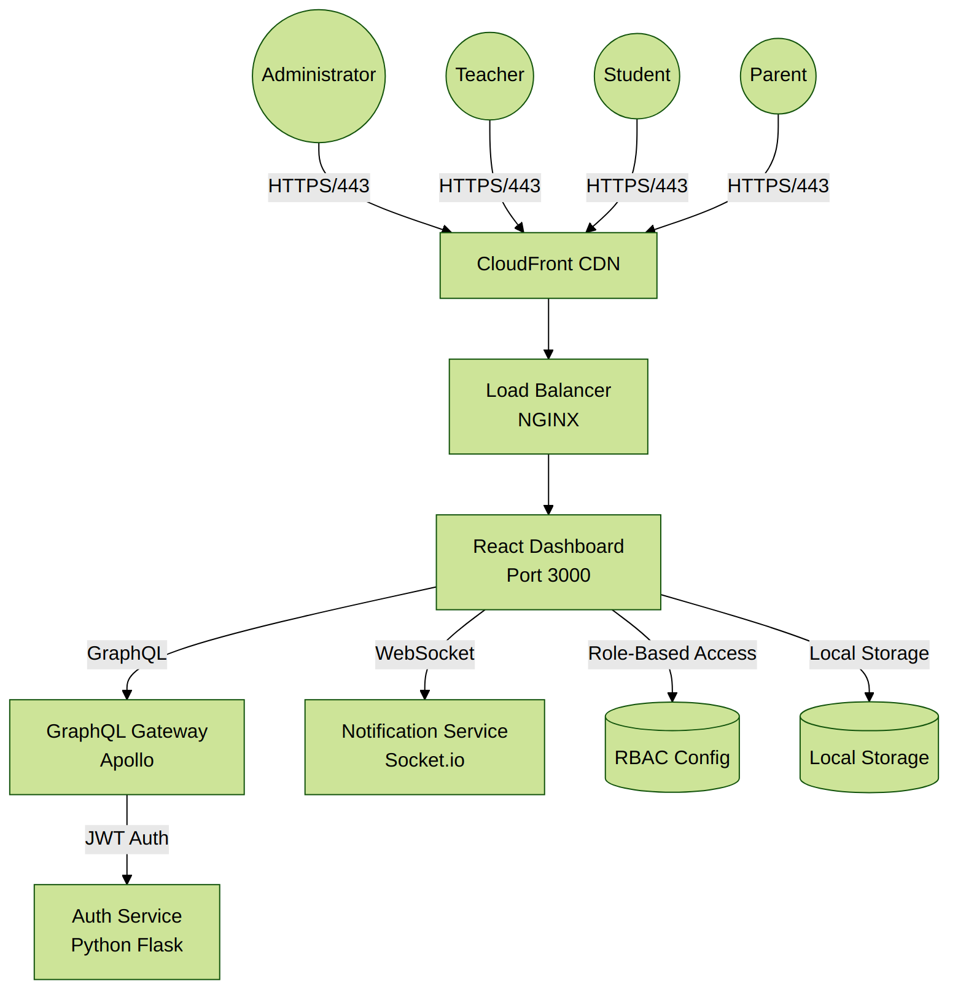 Administrator
Teacher
Student
Parent
HTTPS/443
HTTPS/443
HTTPS/443
HTTPS/443
CloudFront CDN
Load Balancer
NGINX
React Dashboard
Port 3000
GraphQL
WebSocket
Role-Based Access
Local Storage
GraphQL Gateway
Apollo
Notification Service
Socket.io
RBAC Config
Local Storage
JWT Auth
Auth Service
Python Flask